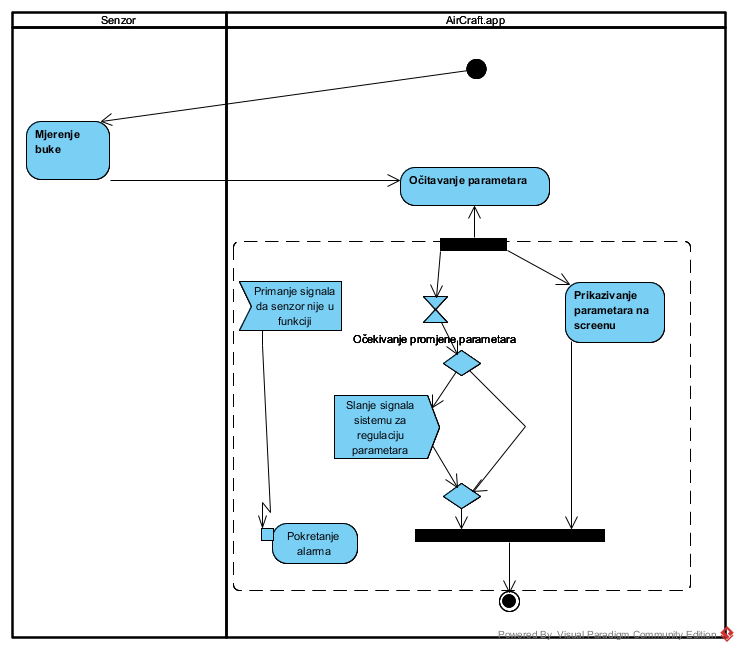 Senzor
AirCraft.app
Mjerenje
buke
Očitavanje parametara
Primanje signala
da senzor nije u
funkciji
Prikazivanje
parametara na
screenu
Očekivanje promjene parametara
Slanje signala
sistemu za
regulaciju
parametara
Pokretanje
alarma
Powered By Visual Paradigm Community Edition